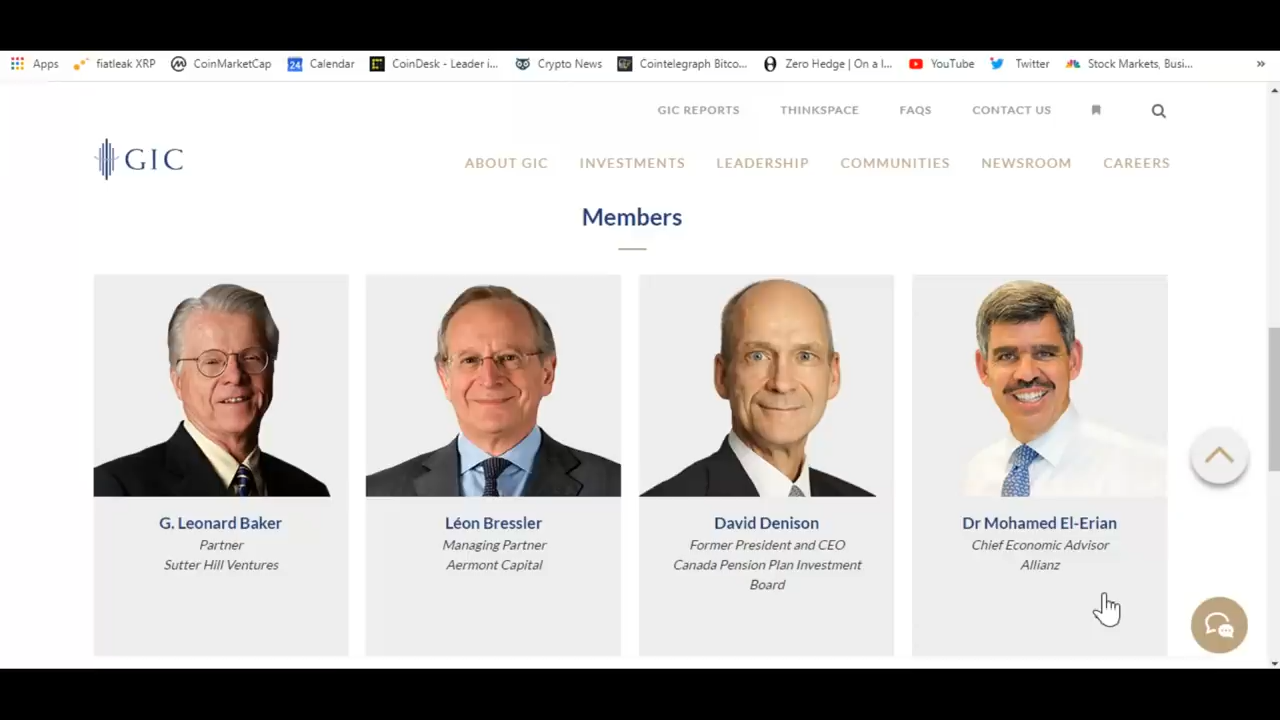 Apps fiatleak XRP CoinMarketCap 24 Calendar CoinDesk - Leader i... Crypto News Cointelegraph Bitco... Zero Hedge | On a l... YouTube Twitter Stock Markets, Busi... »
GIC REPORTS THINKSPACE FAQS CONTACT US
GIC ABOUT GIC INVESTMENTS LEADERSHIP COMMUNITIES NEWSROOM CAREERS
Members
G. Leonard Baker
Partner
Sutter Hill Ventures
Léon Bressler
Managing Partner
Aermont Capital
David Denison
Former President and CEO
Canada Pension Plan Investment
Board
Dr Mohamed El-Erian
Chief Economic Advisor
Allianz